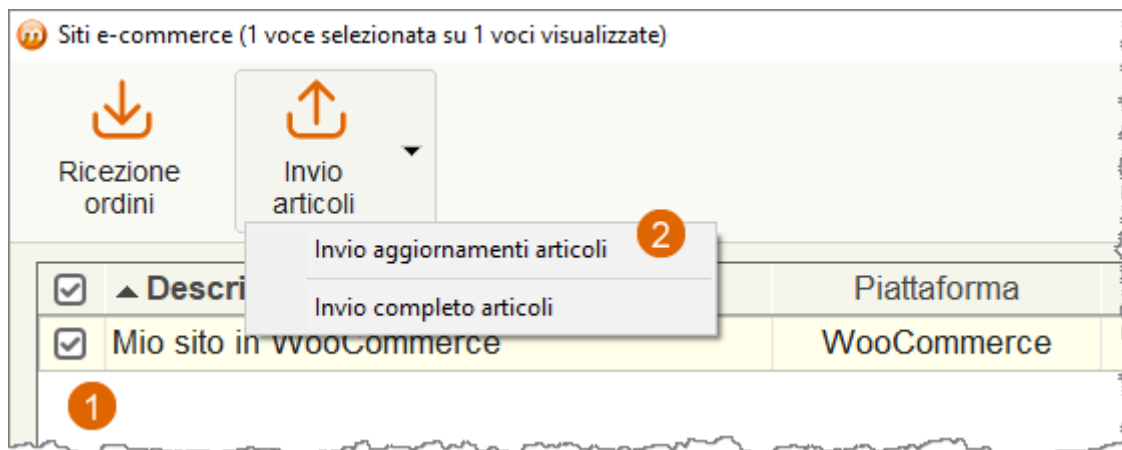 Siti e-commerce (1 voce selezionata su 1 voci visualizzate)
Ricezione
ordini
Invio
articoli
Invio aggiornamenti articoli
2
Invio completo articoli
Descri
Piattaforma
Mio sito in WooCommerce
WooCommerce
1